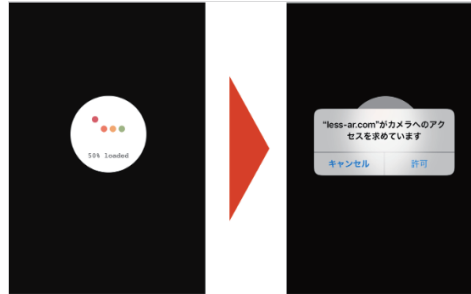 50% loaded
"less-ar.com"がカメラへのアク
セスを求めています
キャンセル
許可